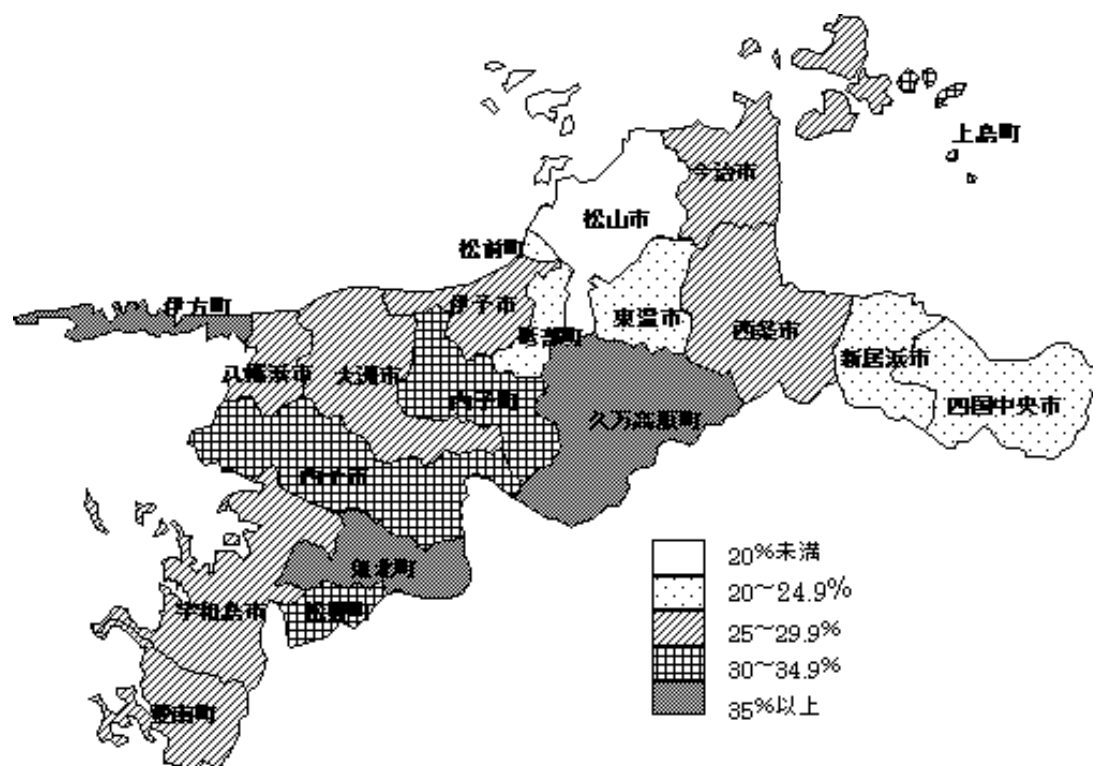 上島町
今治市
松山市
松前町
伊方町
伊予市
東温市
砥部町
西条市
新居浜市
八幡浜市
大洲市
内子町
久万高原町
四国中央市
西予市
鬼北町
宇和島市
松野町
愛南町
20%未満
20~24.9%
25~29.9%
30~34.9%
35%以上